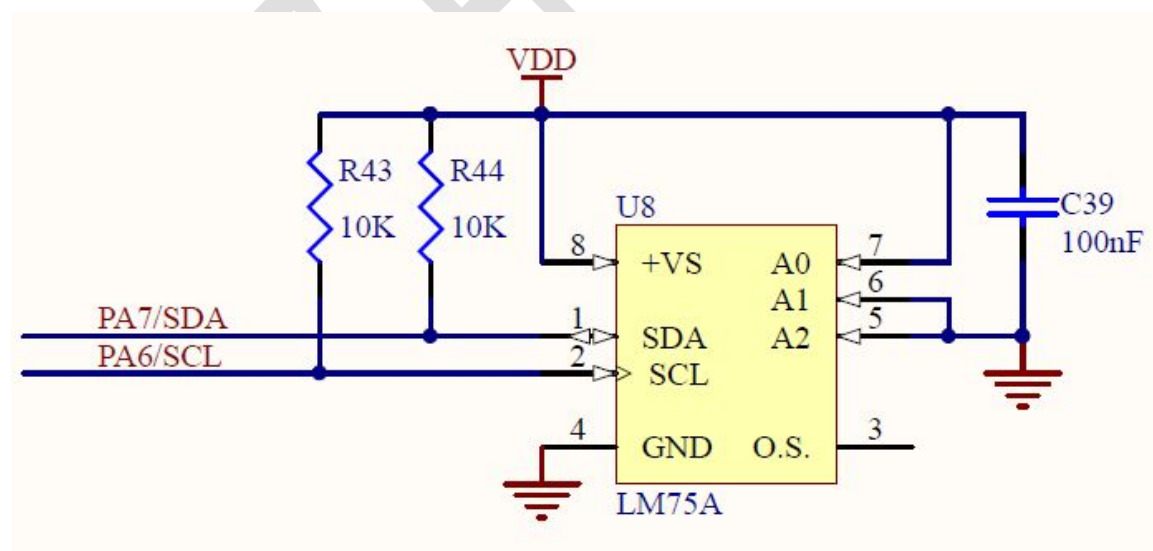 VDD
R43
R44
10K
10K
U8
C39
100nF
8
+VS
A0
7
A1
6
PA7/SDA
1
SDA
A2
5
PA6/SCL
2
SCL
4
GND
O.S.
3
LM75A